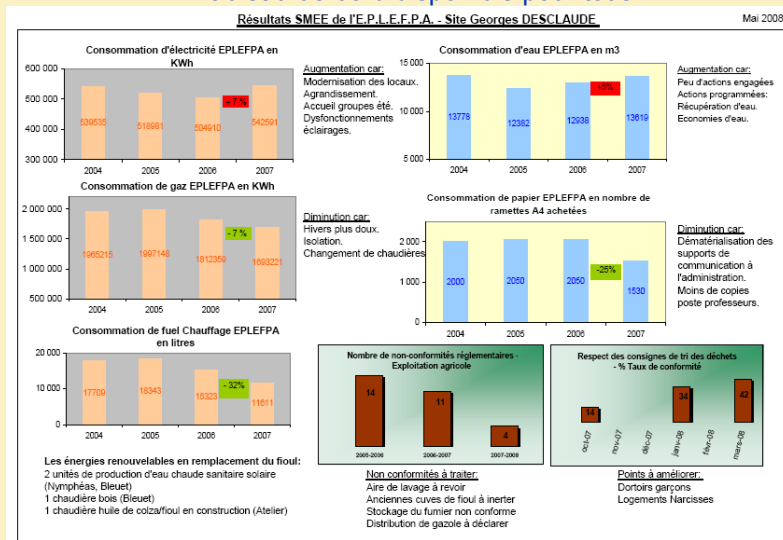 Résultats SMEE de l'E.P.L.E.F.P.A. - Site Georges DESCLAUDE
Mai 2008
Consommation d'électricité EPLEFPA en
KWh
600 000
500 000
400 000
300 000
539535
518981
504910
542591
+ 7 %
2004 2005 2006 2007
Augmentation car:
Modernisation des locaux.
Agrandissement.
Accueil groupes été.
Dysfonctionnements
éclairages.
Consommation d'eau EPLEFPA en m3
15 000
10 000
5 000
13778
12382
12938
13619
+5%
2004 2005 2006 2007
Augmentation car:
Peu d'actions engagées
Actions programmées:
Récupération d'eau.
Economies d'eau.
Consommation de gaz EPLEFPA en KWh
2 000 000
1 500 000
1 000 000
500 000
1965215
1997148
1812359
1693221
- 7 %
2004 2005 2006 2007
Diminution car:
Hivers plus doux.
Isolation.
Changement de chaudières
Consommation de papier EPLEFPA en nombre de
ramettes A4 achetées
2 000
1 000
0
2000
2050
2050
1530
-25%
2004 2005 2006 2007
Diminution car:
Dématérialisation des
supports de
communication à
l'administration.
Moins de copies
poste professeurs.
Consommation de fuel Chauffage EPLEFPA
en litres
20 000
10 000
0
17709
18343
15323
11611
- 32%
2004 2005 2006 2007
Nombre de non-conformités réglementaires -
Exploitation agricole
14
11
4
2005-2006 2006-2007 2007-2008
Respect des consignes de tri des déchets
- % Taux de conformité
14
34
42
oct-07 nov-07 déc-07 janv-08 févr-08 mars-08
Les énergies renouvelables en remplacement du fioul:
2 unités de production d'eau chaude sanitaire solaire
(Nymphéas, Bleuet)
1 chaudière bois (Bleuet)
1 chaudière huile de colza/fioul en construction (Atelier)
Non conformités à traiter:
Aire de lavage à revoir
Anciennes cuves de fioul à inerter
Stockage du fumier non conforme
Distribution de gazole à déclarer
Points à améliorer:
Dortoirs garçons
Logements Narcisses